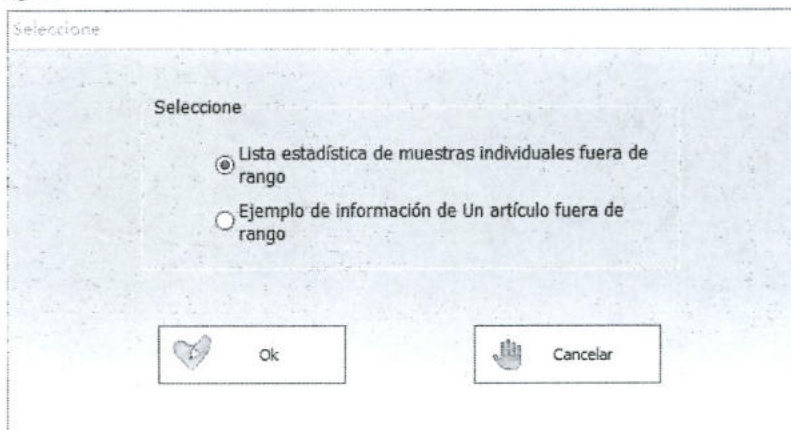 Seleccione
Seleccione
Lista estadística de muestras individuales fuera de
rango
Ejemplo de información de Un artículo fuera de
rango
Ok
Cancelar